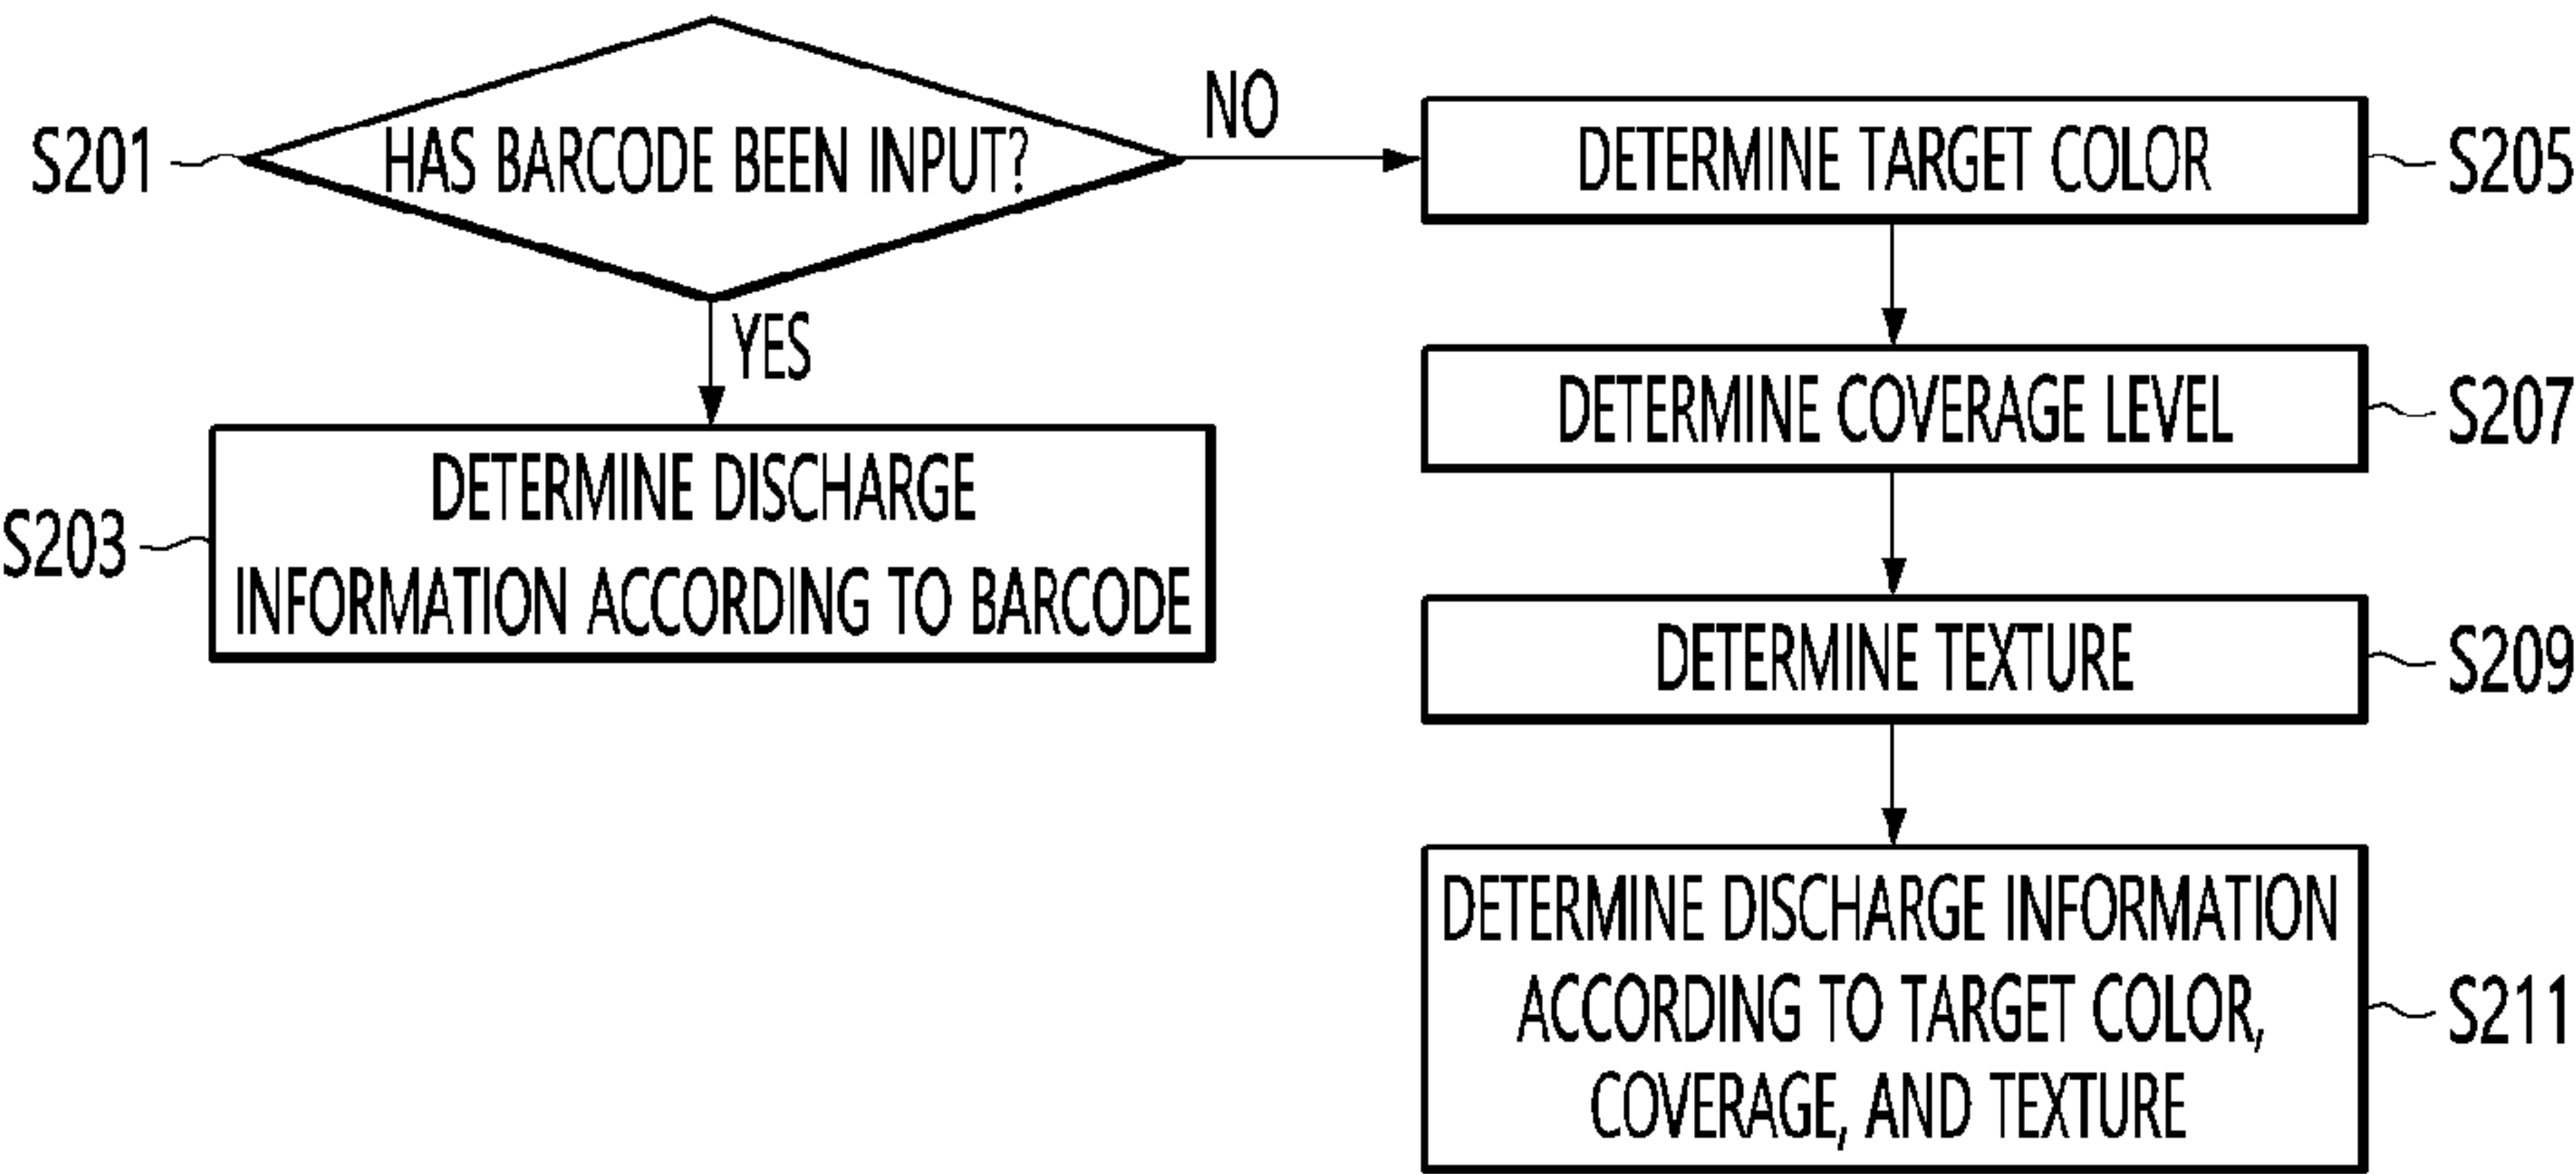 S201
HAS BARCODE BEEN INPUT?
NO
YES
S203
DETERMINE DISCHARGE
INFORMATION ACCORDING TO BARCODE
DETERMINE TARGET COLOR
S205
DETERMINE COVERAGE LEVEL
S207
DETERMINE TEXTURE
S209
DETERMINE DISCHARGE INFORMATION
ACCORDING TO TARGET COLOR,
COVERAGE, AND TEXTURE
S211